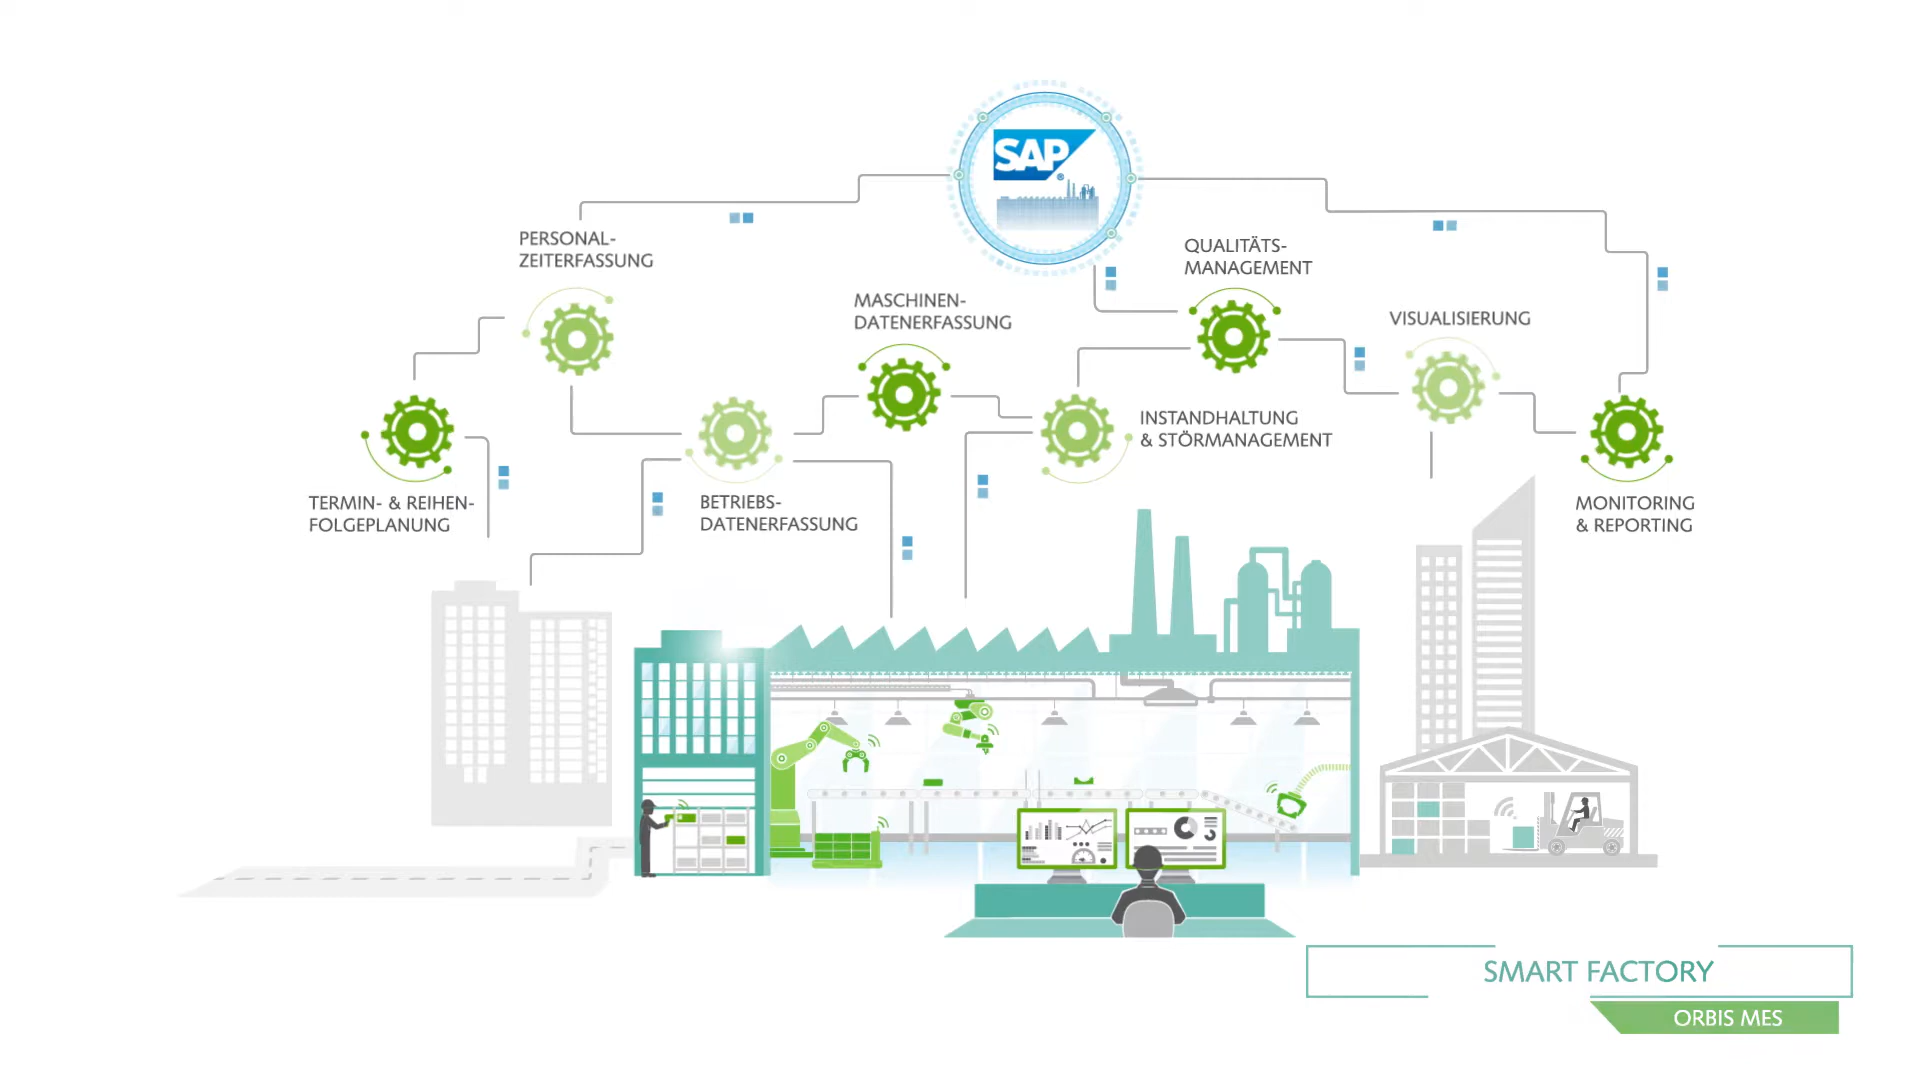 SAP
PERSONAL-
ZEITERFASSUNG
QUALITÄTS-
MANAGEMENT
MASCHINEN-
DATENERFASSUNG
VISUALISIERUNG
INSTANDHALTUNG
& STÖRMANAGEMENT
TERMIN- & REIHEN-
FOLGEPLANUNG
BETRIEBS-
DATENERFASSUNG
MONITORING
& REPORTING
SMART FACTORY
ORBIS MES